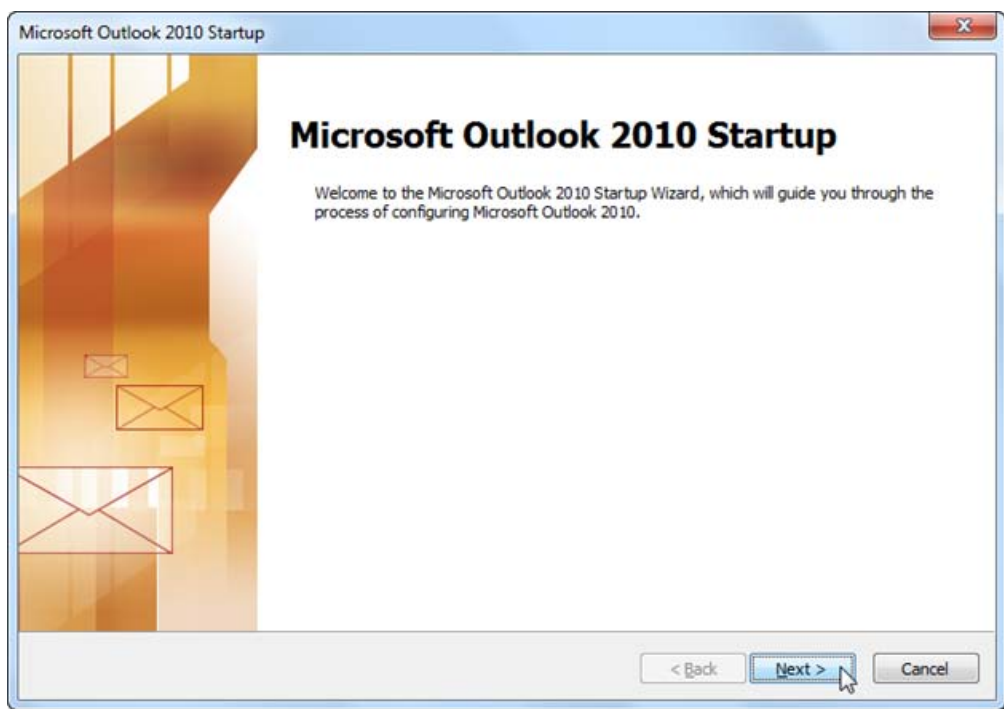 Microsoft Outlook 2010 Startup
Microsoft Outlook 2010 Startup
Welcome to the Microsoft Outlook 2010 Startup Wizard, which will guide you through the
process of configuring Microsoft Outlook 2010.
< Back Next > Cancel